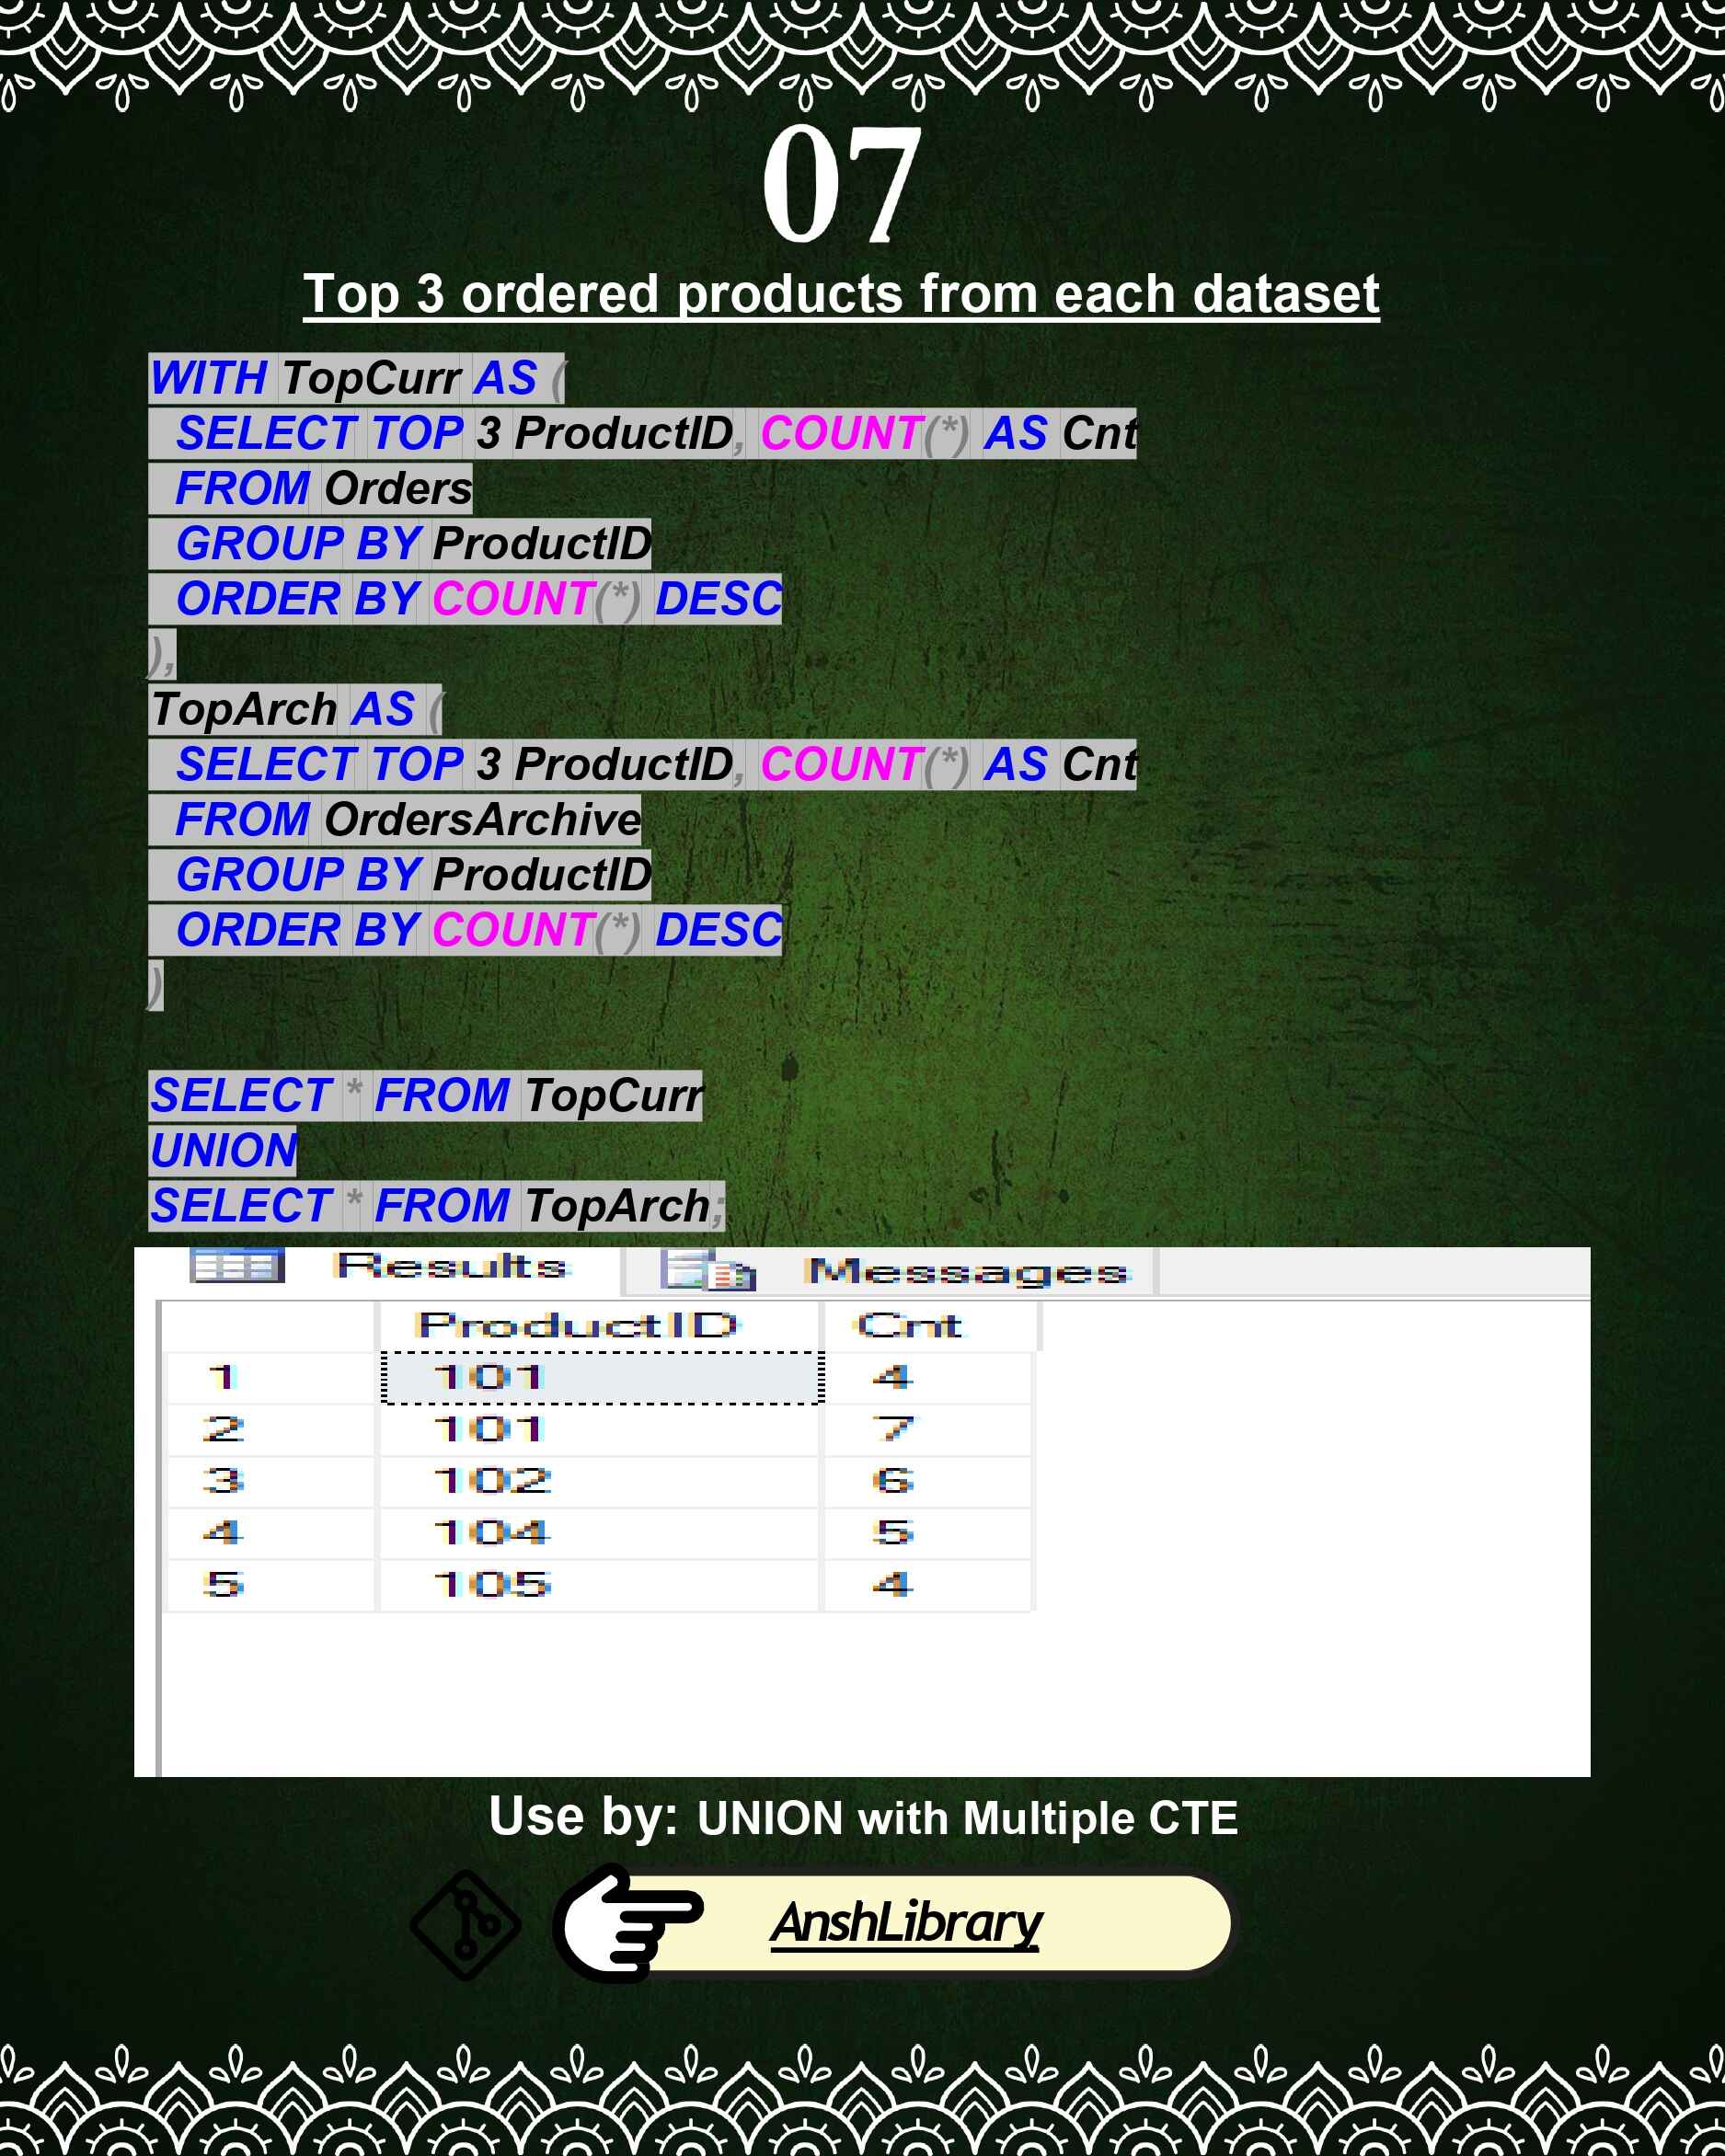 07
Top 3 ordered products from each dataset
WITH TopCurr AS (
SELECT TOP 3 ProductID, COUNT(*) AS Cnt
FROM Orders
GROUP BY ProductID
ORDER BY COUNT(*) DESC
),
TopArch AS (
SELECT TOP 3 ProductID, COUNT(*) AS Cnt
FROM OrdersArchive
GROUP BY ProductID
ORDER BY COUNT(*) DESC
)
SELECT * FROM TopCurr
UNION
SELECT * FROM TopArch;
Results Messages
ProductID Cnt
1 101 4
2 101 7
3 102 6
4 104 5
5 105 4
Use by: UNION with Multiple CTE
AnshLibrary